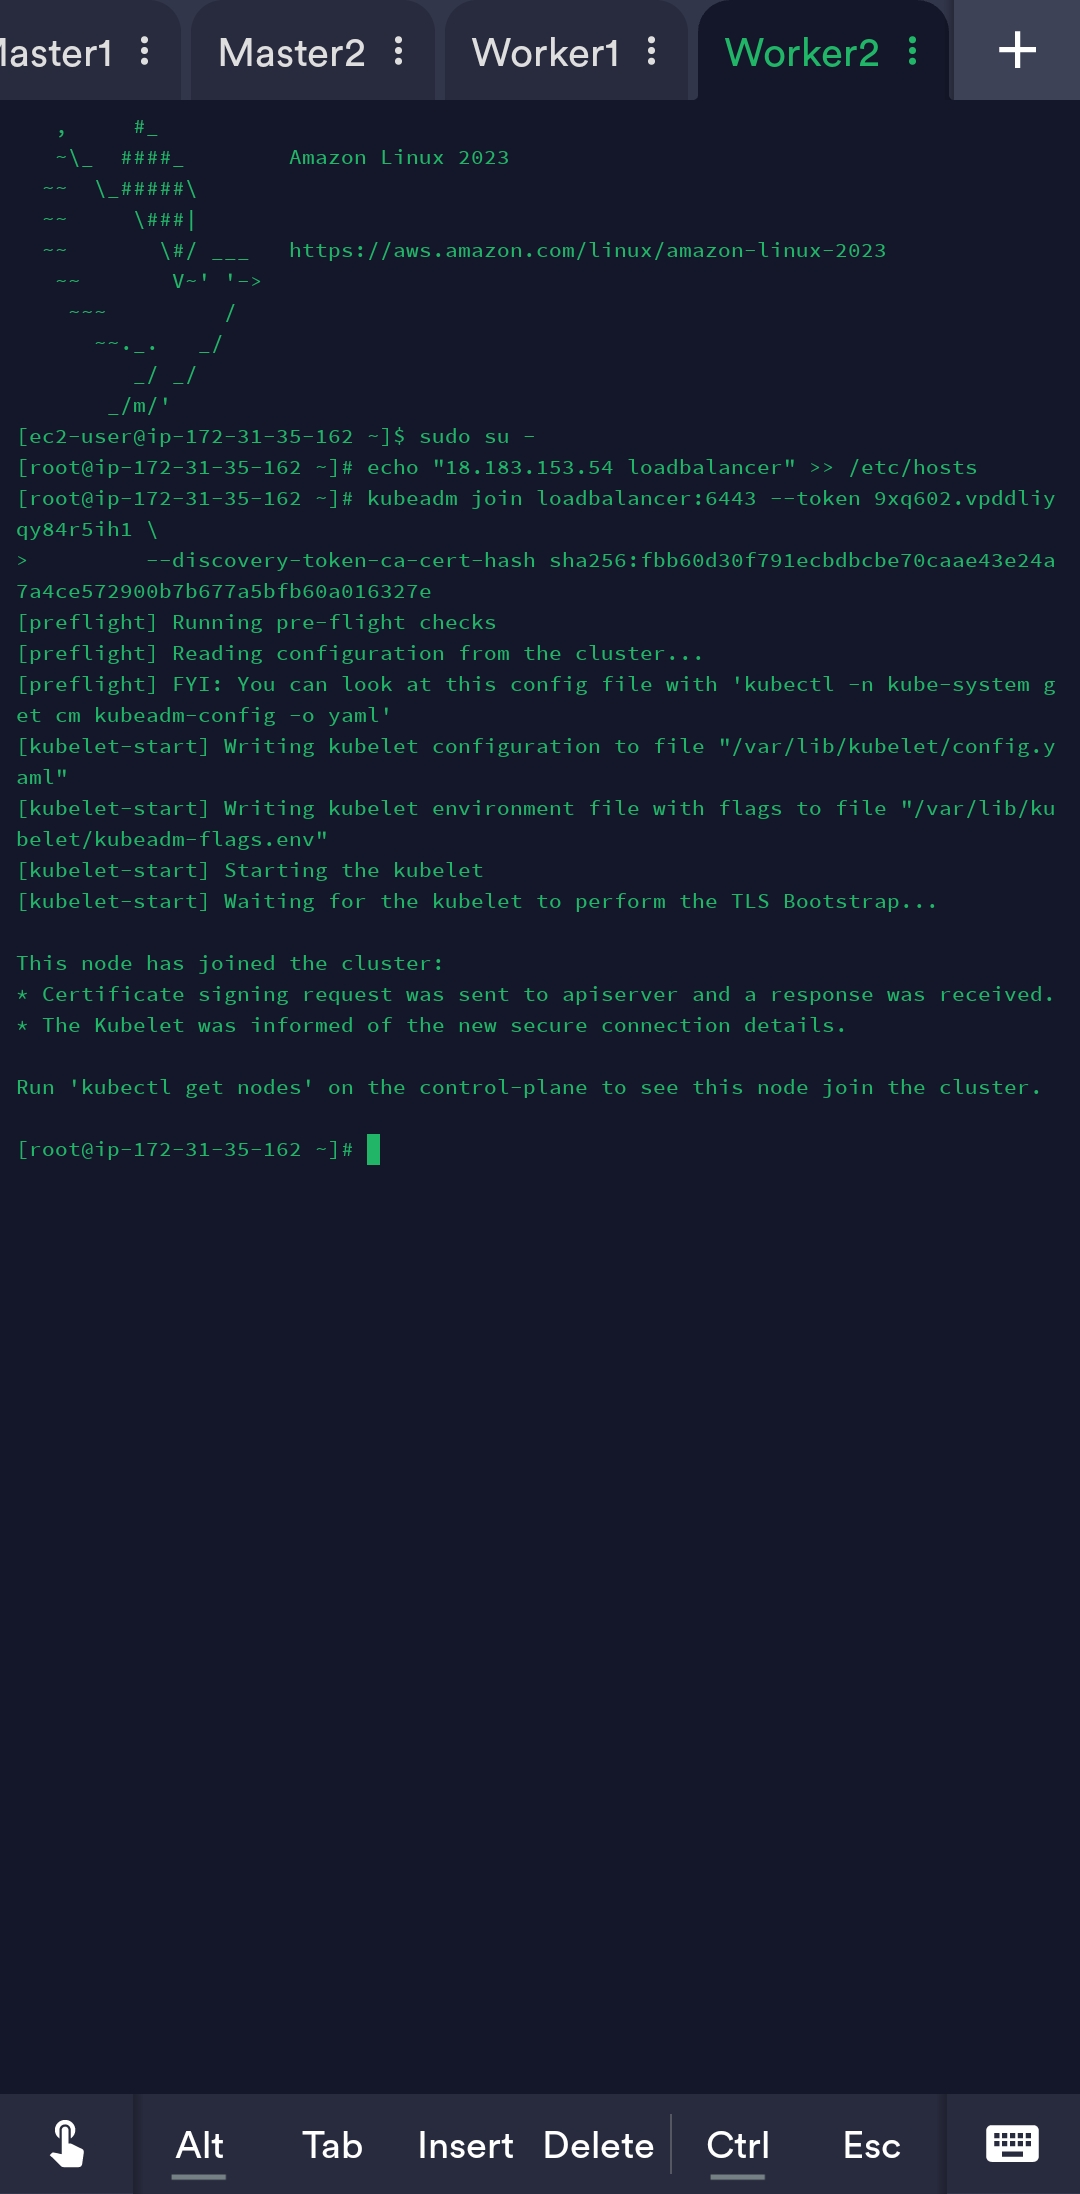 Master1 Master2 Worker1 Worker2 +
   ,     #_
   ~\_  ####_        Amazon Linux 2023
  ~~  \_#####\
  ~~     \###|
  ~~       \#/ ___   https://aws.amazon.com/linux/amazon-linux-2023
   ~~       V~' '->
    ~~~         /
      ~~._.   _/
         _/ _/
       _/m/'
[ec2-user@ip-172-31-35-162 ~]$ sudo su -
[root@ip-172-31-35-162 ~]# echo "18.183.153.54 loadbalancer" >> /etc/hosts
[root@ip-172-31-35-162 ~]# kubeadm join loadbalancer:6443 --token 9xq602.vpddliy
qy84r5ih1 \
>         --discovery-token-ca-cert-hash sha256:fbb60d30f791ecbdbcbe70caae43e24a
7a4ce572900b7b677a5bfb60a016327e
[preflight] Running pre-flight checks
[preflight] Reading configuration from the cluster...
[preflight] FYI: You can look at this config file with 'kubectl -n kube-system g
et cm kubeadm-config -o yaml'
[kubelet-start] Writing kubelet configuration to file "/var/lib/kubelet/config.y
aml"
[kubelet-start] Writing kubelet environment file with flags to file "/var/lib/ku
belet/kubeadm-flags.env"
[kubelet-start] Starting the kubelet
[kubelet-start] Waiting for the kubelet to perform the TLS Bootstrap...

This node has joined the cluster:
* Certificate signing request was sent to apiserver and a response was received.
* The Kubelet was informed of the new secure connection details.

Run 'kubectl get nodes' on the control-plane to see this node join the cluster.

[root@ip-172-31-35-162 ~]#
Alt Tab Insert Delete Ctrl Esc